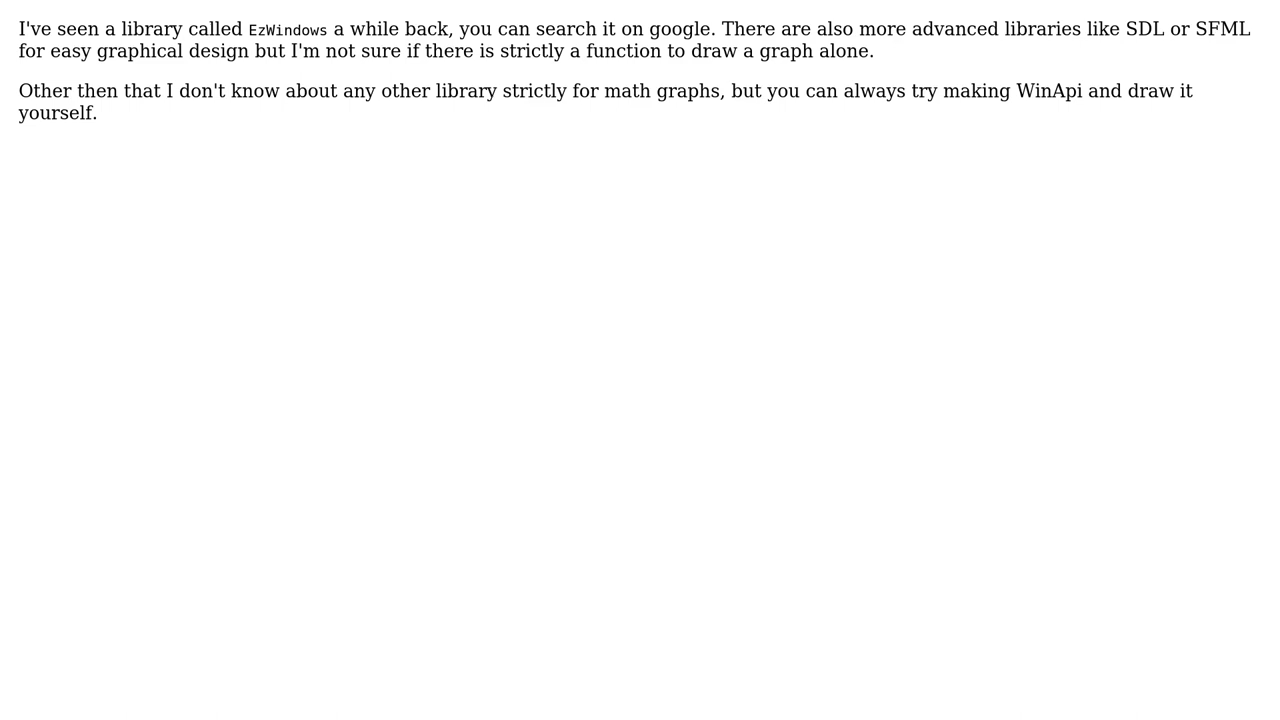 I've seen a library called EzWindows a while back, you can search it on google. There are also more advanced libraries like SDL or SFML
for easy graphical design but I'm not sure if there is strictly a function to draw a graph alone.
Other then that I don't know about any other library strictly for math graphs, but you can always try making WinApi and draw it
yourself.